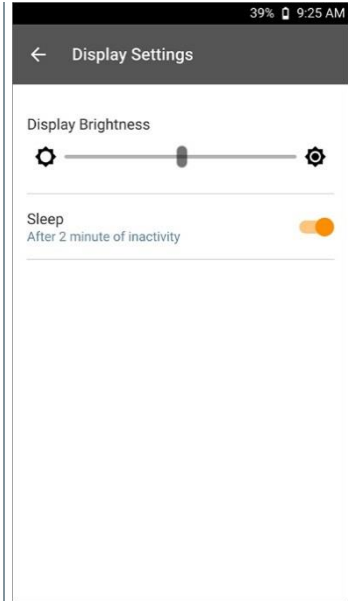 39% 9:25 AM
Display Settings
Display Brightness
Sleep
After 2 minute of inactivity